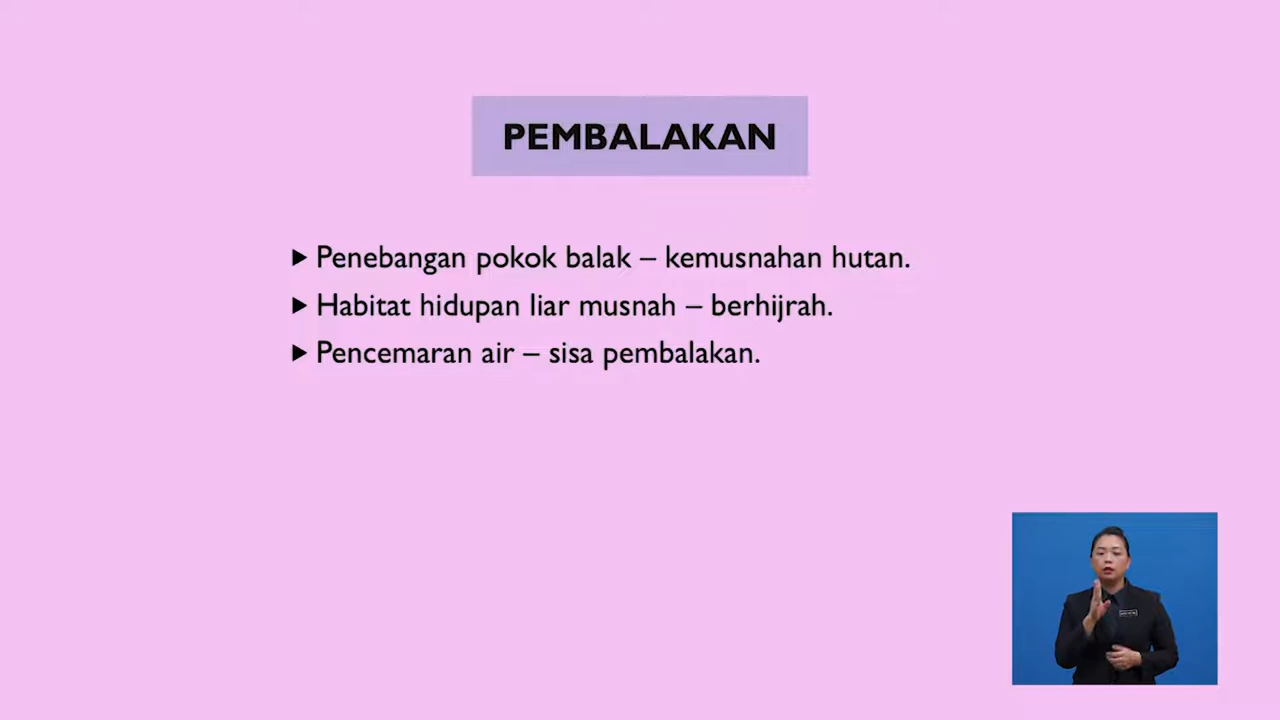 PEMBALAKAN
▶ Penebangan pokok balak – kemusnahan hutan.
▶ Habitat hidupan liar musnah – berhijrah.
▶ Pencemaran air – sisa pembalakan.